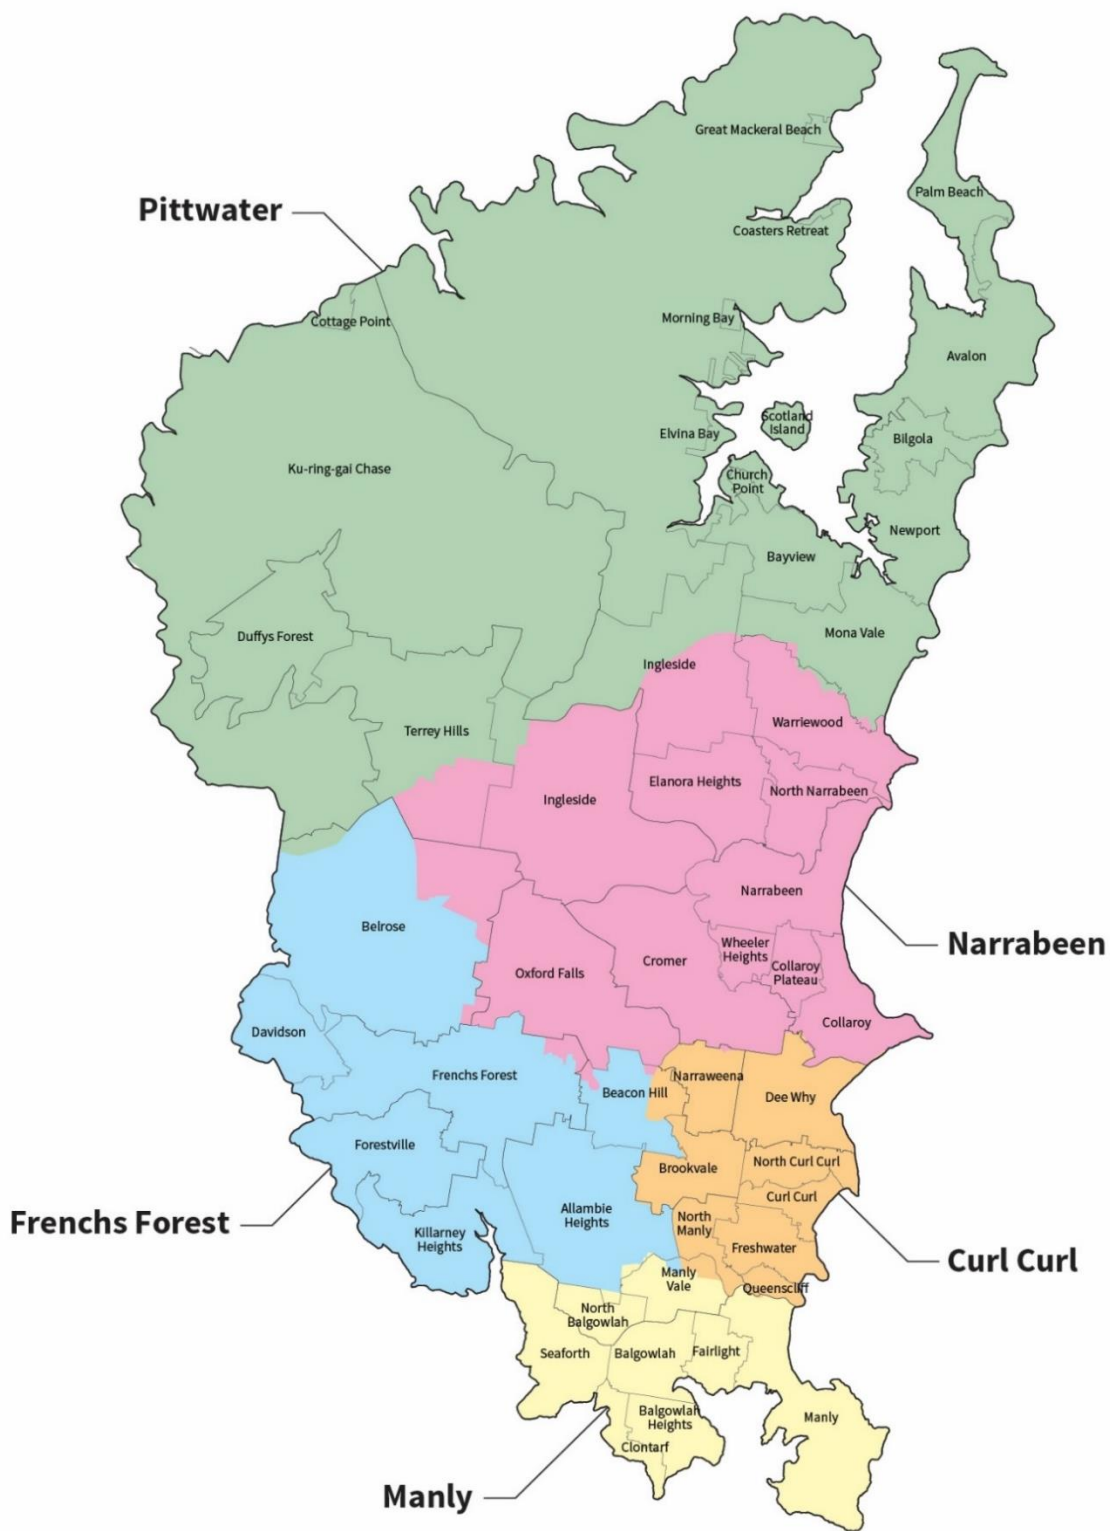 Great Mackeral Beach
Palm Beach
Pittwater
Coasters Retreat
Cottage Point
Morning Bay
Avalon
Scotland
Island
Elvina Bay
Bilgola
Ku-ring-gai Chase
Church
Point
Newport
Bayview
Duffys Forest
Mona Vale
Ingleside
Warriewood
Terrey Hills
Elanora Heights
North Narrabeen
Ingleside
Narrabeen
Belrose
Narrabeen
Wheeler
Heights
Cromer
Collaroy
Plateau
Oxford Falls
Collaroy
Davidson
Frenchs Forest
Narraweena
Beacon Hill
Dee Why
Forestville
North Curl Curl
Brookvale
Curl Curl
Allambie
Heights
North
Manly
Frenchs Forest
Killarney
Heights
Freshwater
Curl Curl
Manly
Vale
Queenscliff
North
Balgowlah
Seaforth
Balgowlah
Fairlight
Balgowlah
Heights
Manly
Clontarf
Manly